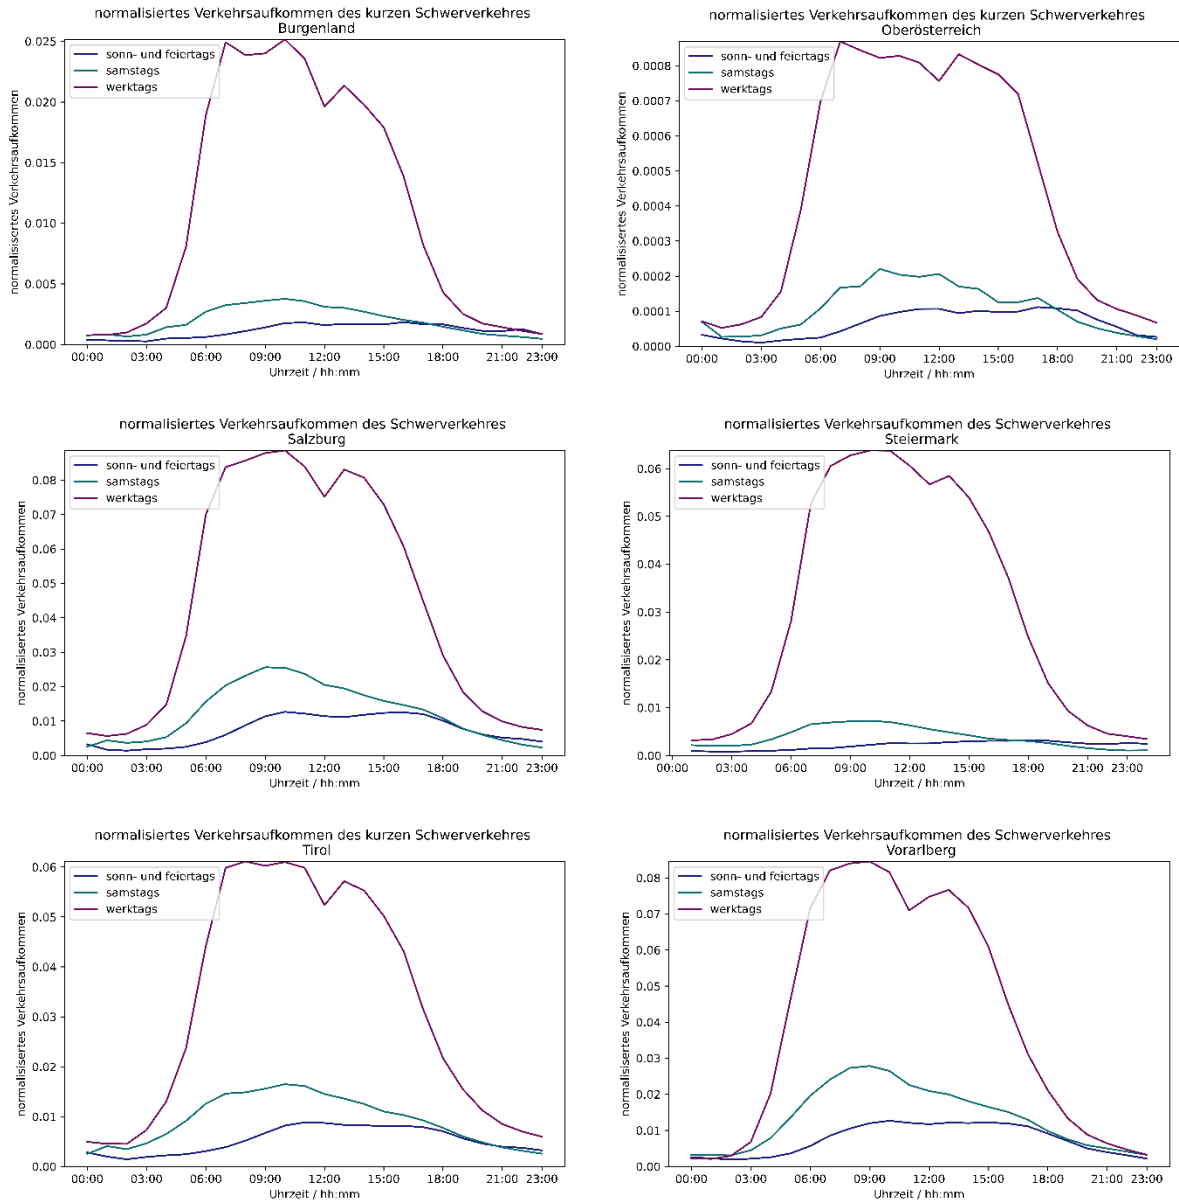 normalisiertes Verkehrsaufkommen des kurzen Schwerverkehres
Burgenland
sonn- und feiertags
samstags
werktags
normalisisertes Verkehrsaufkommen
0.025
0.020
0.015
0.010
0.005
0.000
00:00 03:00 06:00 09:00 12:00 15:00 18:00 21:00 23:00
Uhrzeit / hh:mm
normalisiertes Verkehrsaufkommen des kurzen Schwerverkehres
Oberösterreich
sonn- und feiertags
samstags
werktags
normalisisertes Verkehrsaufkommen
0.0008
0.0007
0.0006
0.0005
0.0004
0.0003
0.0002
0.0001
0.0000
00:00 03:00 06:00 09:00 12:00 15:00 18:00 21:00 23:00
Uhrzeit / hh:mm
normalisiertes Verkehrsaufkommen des Schwerverkehres
Salzburg
sonn- und feiertags
samstags
werktags
normalisisertes Verkehrsaufkommen
0.08
0.07
0.06
0.05
0.04
0.03
0.02
0.01
0.00
00:00 03:00 06:00 09:00 12:00 15:00 18:00 21:00 23:00
Uhrzeit / hh:mm
normalisiertes Verkehrsaufkommen des Schwerverkehres
Steiermark
sonn- und feiertags
samstags
werktags
normalisisertes Verkehrsaufkommen
0.06
0.05
0.04
0.03
0.02
0.01
0.00
00:00 03:00 06:00 09:00 12:00 15:00 18:00 21:00 23:00
Uhrzeit / hh:mm
normalisiertes Verkehrsaufkommen des kurzen Schwerverkehres
Tirol
sonn- und feiertags
samstags
werktags
normalisisertes Verkehrsaufkommen
0.06
0.05
0.04
0.03
0.02
0.01
0.00
00:00 03:00 06:00 09:00 12:00 15:00 18:00 21:00 23:00
Uhrzeit / hh:mm
normalisiertes Verkehrsaufkommen des Schwerverkehres
Vorarlberg
sonn- und feiertags
samstags
werktags
normalisisertes Verkehrsaufkommen
0.08
0.07
0.06
0.05
0.04
0.03
0.02
0.01
0.00
00:00 03:00 06:00 09:00 12:00 15:00 18:00 21:00 23:00
Uhrzeit / hh:mm